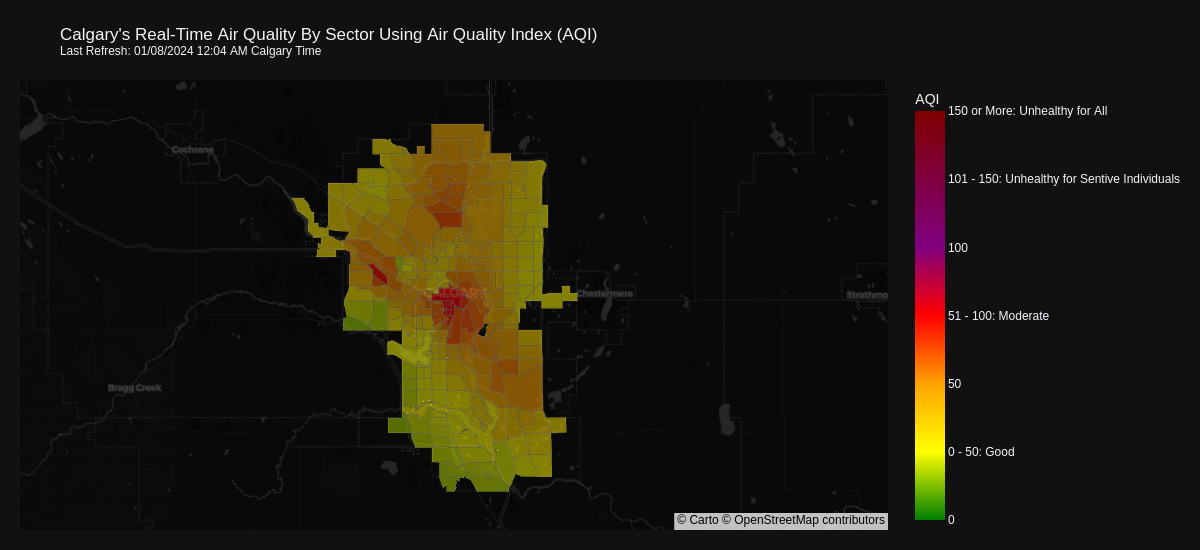 Calgary's Real-Time Air Quality By Sector Using Air Quality Index (AQI)
Last Refresh: 01/08/2024 12:04 AM Calgary Time
AQI
150 or More: Unhealthy for All
Cochrane
101 - 150: Unhealthy for Sentive Individuals
100
CALGARY
Chestermere
Strathmo
51 - 100: Moderate
Bragg Creek
50
0 - 50: Good
0
© Carto © OpenStreetMap contributors